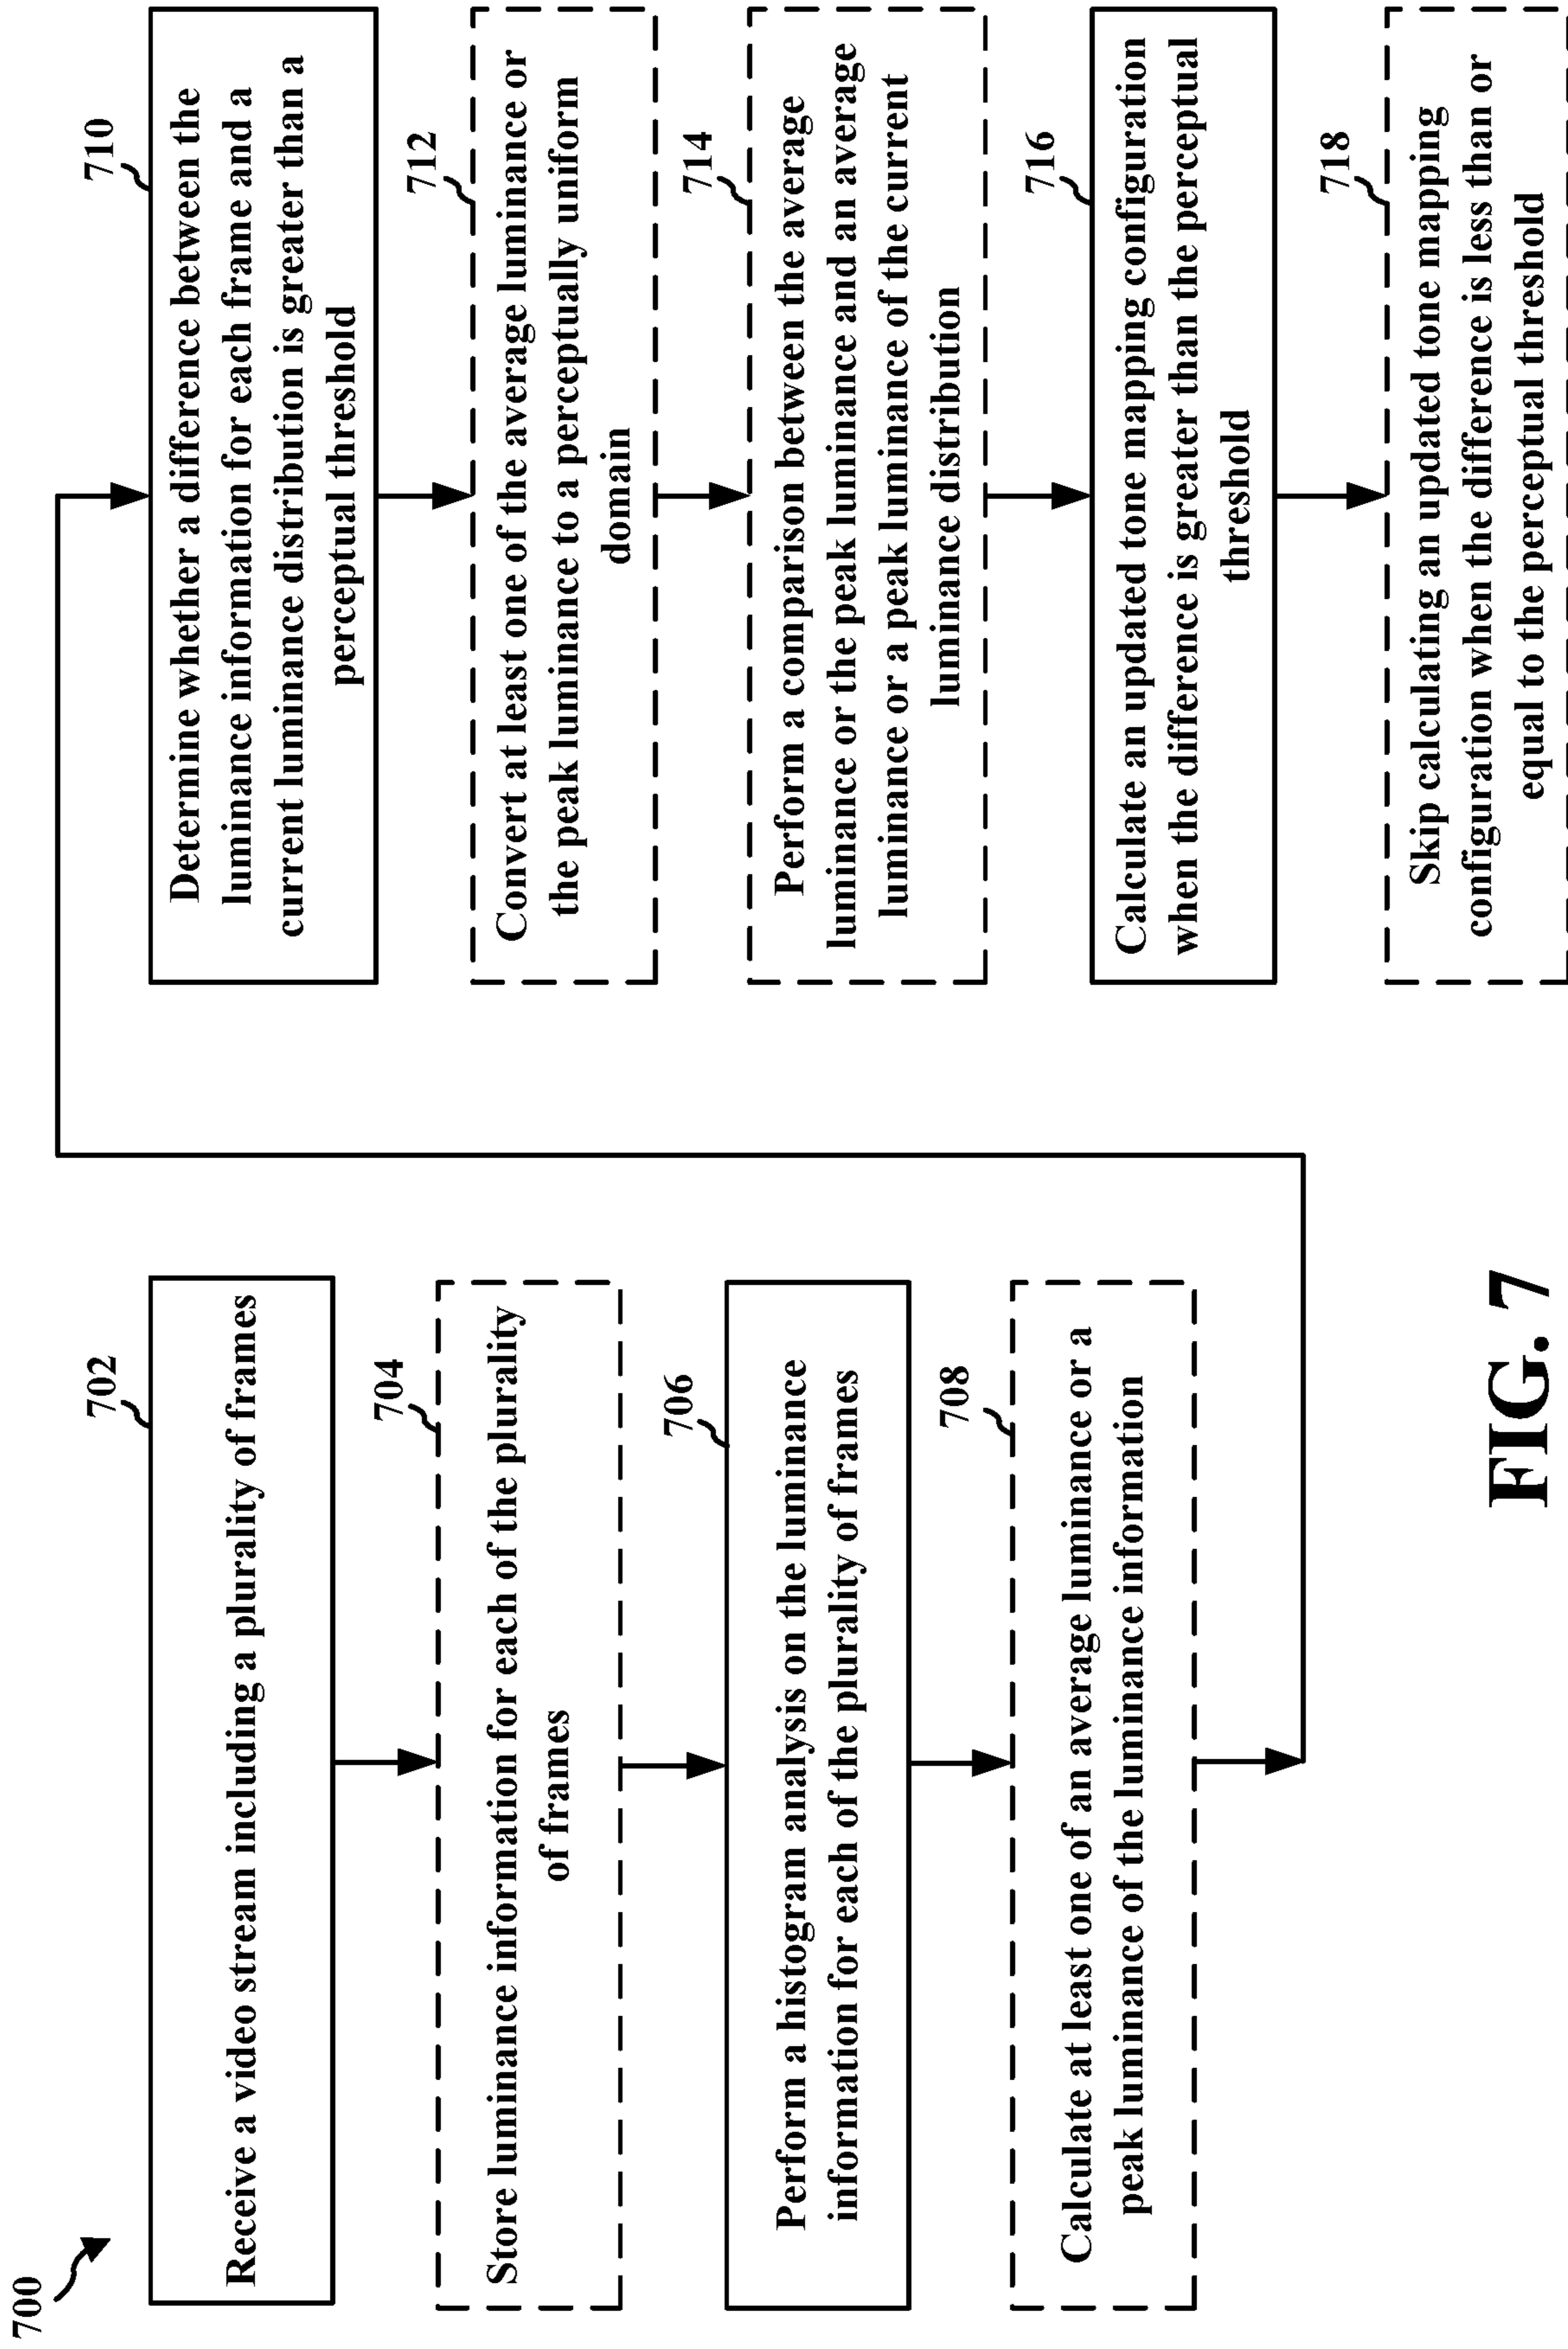 700
702
Receive a video stream including a plurality of frames
704
Store luminance information for each of the plurality
of frames
706
Perform a histogram analysis on the luminance
information for each of the plurality of frames
708
Calculate at least one of an average luminance or a
peak luminance of the luminance information
710
Determine whether a difference between the
luminance information for each frame and a
current luminance distribution is greater than a
perceptual threshold
712
Convert at least one of the average luminance or
the peak luminance to a perceptually uniform
domain
714
Perform a comparison between the average
luminance or the peak luminance and an average
luminance or a peak luminance of the current
luminance distribution
716
Calculate an updated tone mapping configuration
when the difference is greater than the perceptual
threshold
718
Skip calculating an updated tone mapping
configuration when the difference is less than or
equal to the perceptual threshold
FIG. 7